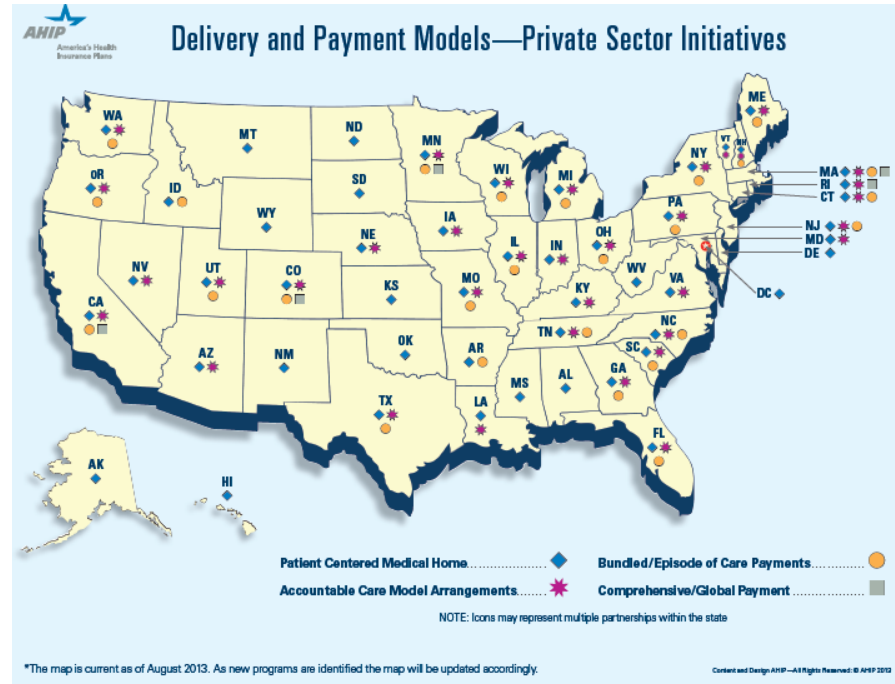 AHIP
America's Health
Insurance Plans
Delivery and Payment Models—Private Sector Initiatives
WA
MT
ND
MN
ME
VT
NH
OR
ID
SD
WI
MI
NY
MA
RI
CT
WY
IA
PA
NJ
MD
DE
NE
NV
UT
CO
IL
IN
OH
WV
DC
CA
KS
MO
KY
VA
TN
NC
AZ
NM
OK
AR
SC
MS
AL
GA
TX
LA
FL
AK
HI
Patient Centered Medical Home
Bundled/Episode of Care Payments
Accountable Care Model Arrangements
Comprehensive/Global Payment
NOTE: Icons may represent multiple partnerships within the state
*The map is current as of August 2013. As new programs are identified the map will be updated accordingly.
Content and Design AHIP—All Rights Reserved: © AHIP 2013